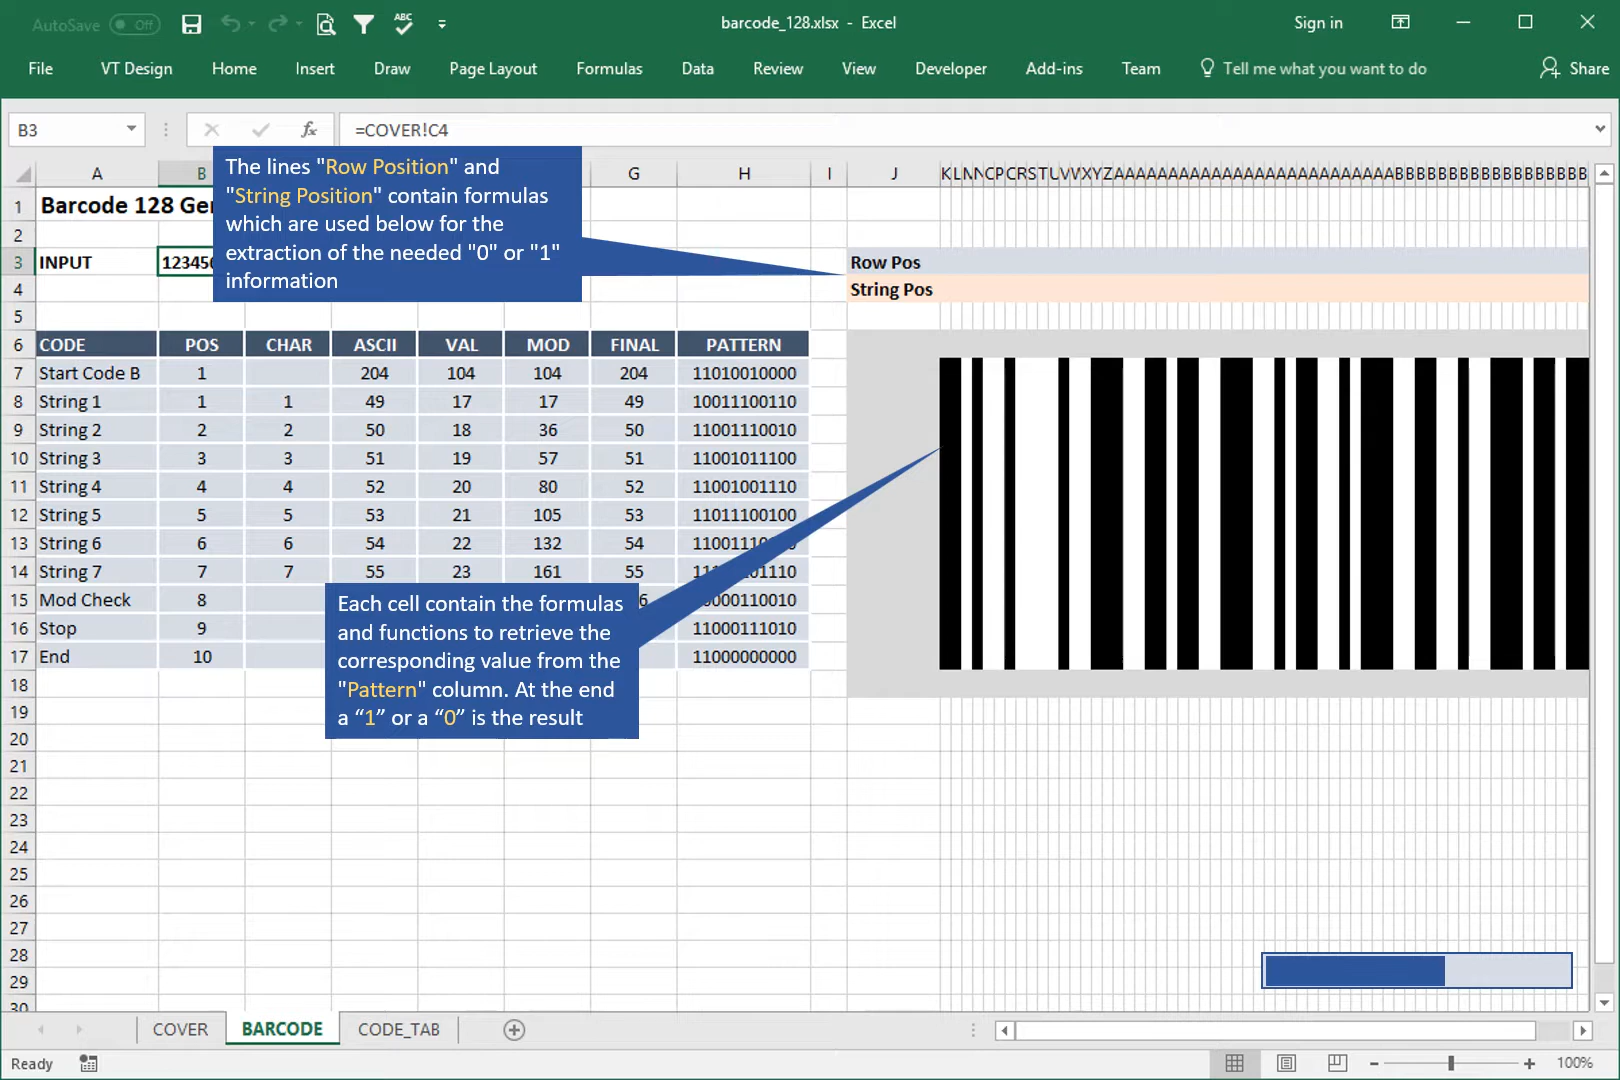 AutoSave Off
barcode_128.xlsx - Excel
Sign in
File VT Design Home Insert Draw Page Layout Formulas Data Review View Developer Add-ins Team Tell me what you want to do Share
B3 fx =COVER!C4
The lines "Row Position" and
"String Position" contain formulas
which are used below for the
extraction of the needed "0" or "1"
information
A B G H I J
1 Barcode 128
2
3 INPUT Row Pos
4 String Pos
5
6 CODE POS CHAR ASCII VAL MOD FINAL PATTERN
7 Start Code B 1 204 104 104 204 11010010000
8 String 1 1 1 49 17 17 49 10011100110
9 String 2 2 2 50 18 36 50 11001110010
10 String 3 3 3 51 19 57 51 11001011100
11 String 4 4 4 52 20 80 52 11001001110
12 String 5 5 5 53 21 105 53 11011100100
13 String 6 6 6 54 22 132 54
14 String 7 7 7 55 23 161 55
15 Mod Check 8
16 Stop 9 11000111010
17 End 10 11000000000
Each cell contain the formulas
and functions to retrieve the
corresponding value from the
"Pattern" column. At the end
a “1” or a “0” is the result
18
19
20
21
22
23
24
25
26
27
28
29
30
COVER BARCODE CODE_TAB
Ready 100%